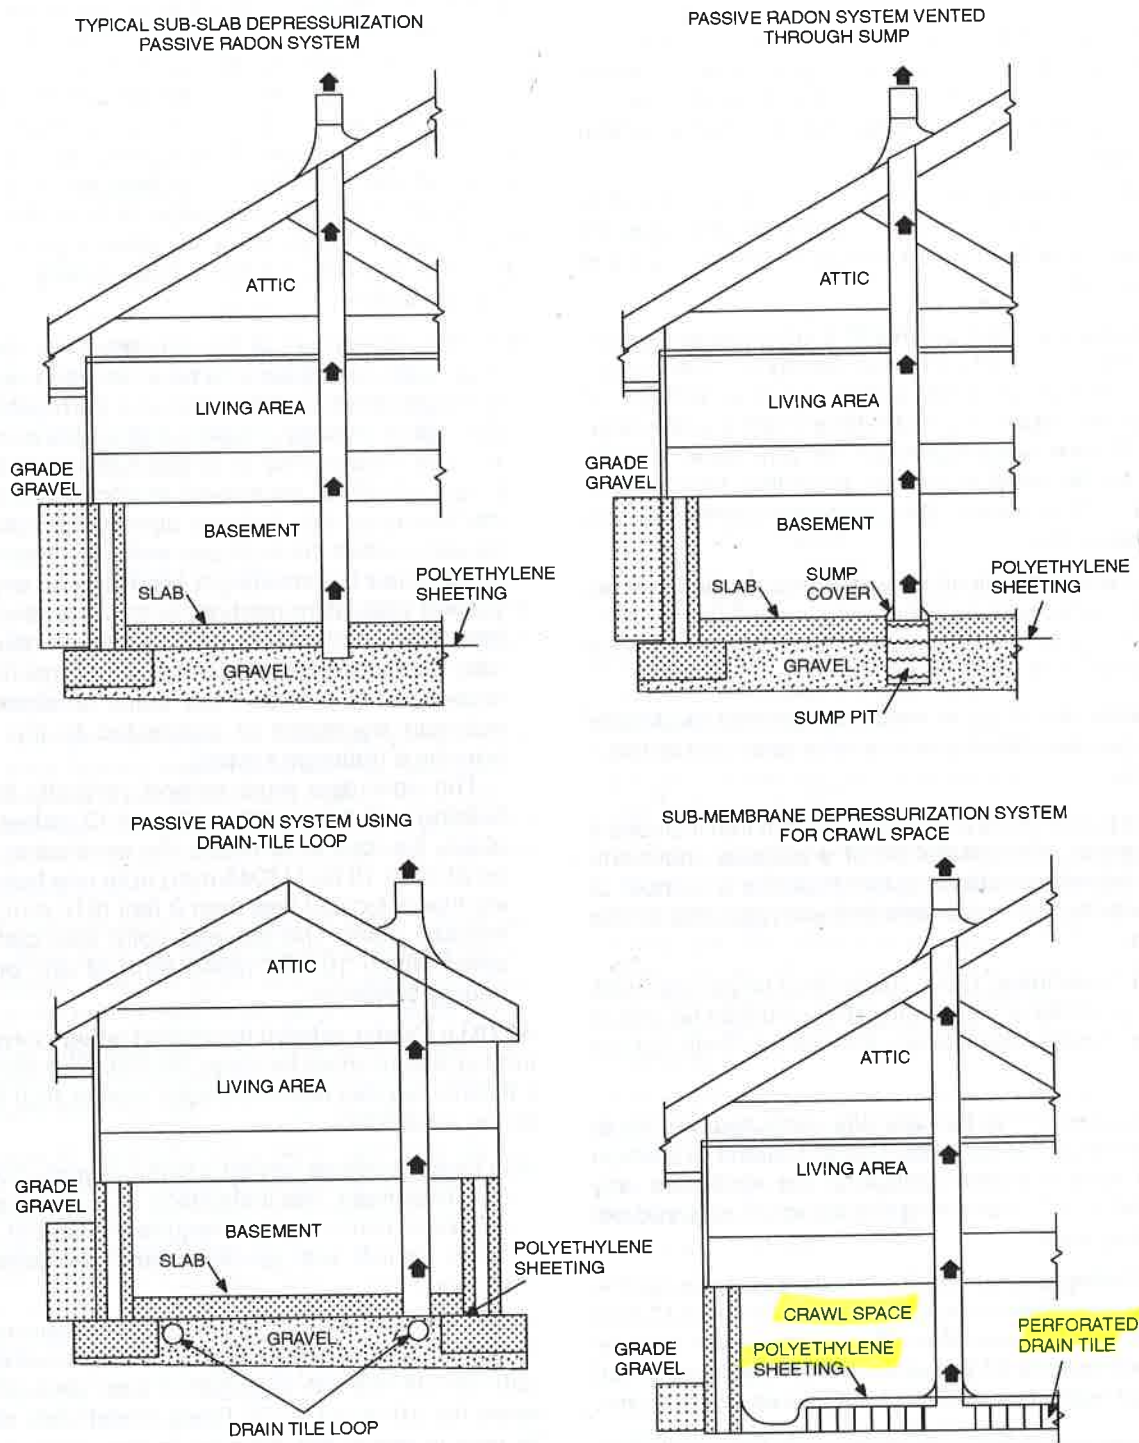 TYPICAL SUB-SLAB DEPRESSURIZATION
PASSIVE RADON SYSTEM
ATTIC
LIVING AREA
GRADE
GRAVEL
BASEMENT
SLAB
POLYETHYLENE
SHEETING
GRAVEL
PASSIVE RADON SYSTEM VENTED
THROUGH SUMP
ATTIC
LIVING AREA
GRADE
GRAVEL
BASEMENT
SUMP
COVER
SLAB
POLYETHYLENE
SHEETING
GRAVEL
SUMP PIT
PASSIVE RADON SYSTEM USING
DRAIN-TILE LOOP
ATTIC
LIVING AREA
GRADE
GRAVEL
BASEMENT
SLAB
POLYETHYLENE
SHEETING
GRAVEL
DRAIN TILE LOOP
SUB-MEMBRANE DEPRESSURIZATION SYSTEM
FOR CRAWL SPACE
ATTIC
LIVING AREA
CRAWL SPACE
PERFORATED
DRAIN TILE
GRADE
GRAVEL
POLYETHYLENE
SHEETING